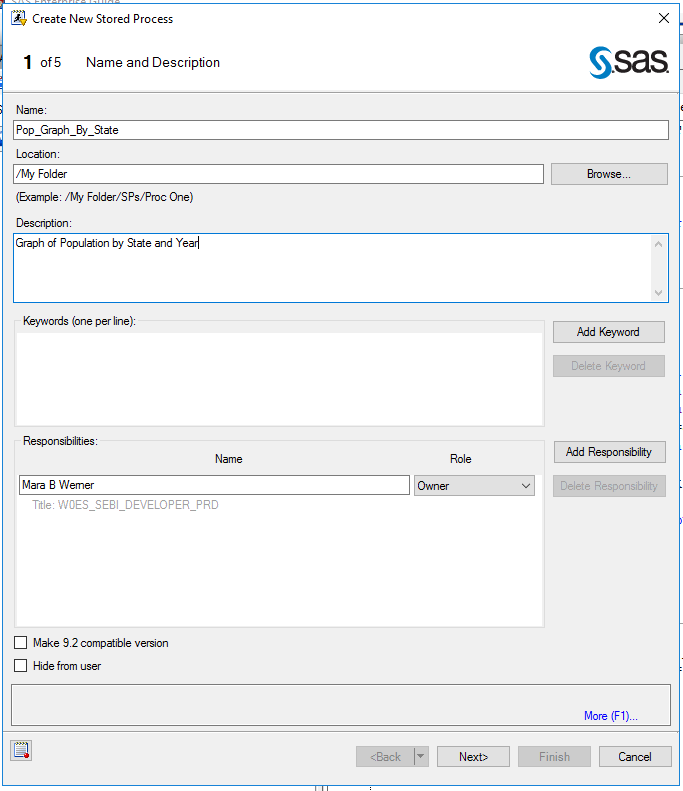 SAS Enterprise Guide
Create New Stored Process
1 of 5 Name and Description
sas
Name:
Pop_Graph_By_State
Location:
/My Folder
Browse...
(Example: /My Folder/SPs/Proc One)
Description:
Graph of Population by State and Year
Keywords (one per line):
Add Keyword
Delete Keyword
Responsibilities:
Name Role
Add Responsibility
Mara B Werner Owner
Delete Responsibility
Title: W0ES_SEBI_DEVELOPER_PRD
Make 9.2 compatible version
Hide from user
More (F1)...
<Back Next> Finish Cancel